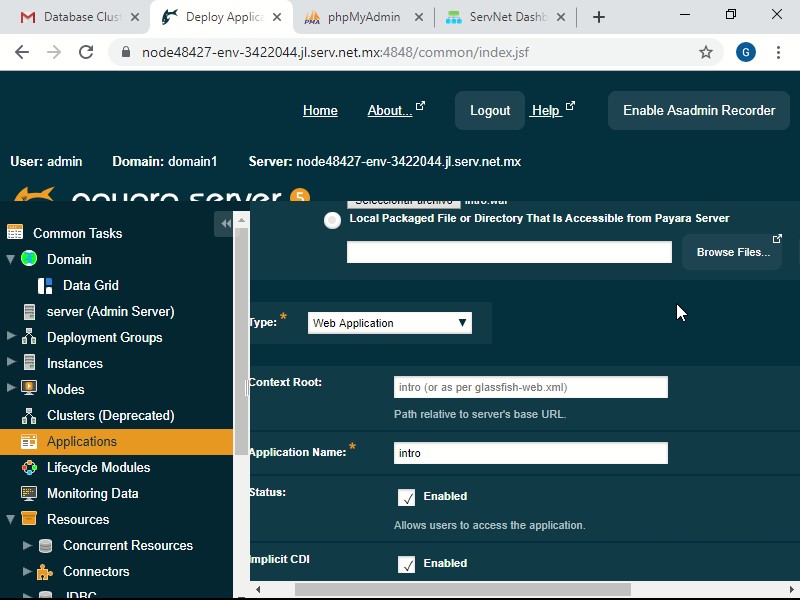 Database Clust
Deploy Applica
phpMyAdmin
ServNet Dashb
node48427-env-3422044.jl.serv.net.mx:4848/common/index.jsf
G
Home
About...
Logout
Help
Enable Asadmin Recorder
User: admin
Domain: domain1
Server: node48427-env-3422044.jl.serv.net.mx
payara server 5
Seleccionar archivo intro.war
Local Packaged File or Directory That Is Accessible from Payara Server
Browse Files...
Common Tasks
Domain
Data Grid
server (Admin Server)
Deployment Groups
Instances
Nodes
Clusters (Deprecated)
Applications
Lifecycle Modules
Monitoring Data
Resources
Concurrent Resources
Connectors
JDBC
Type: *
Web Application
Context Root:
intro (or as per glassfish-web.xml)
Path relative to server's base URL.
Application Name: *
intro
Status:
Enabled
Allows users to access the application.
Implicit CDI
Enabled